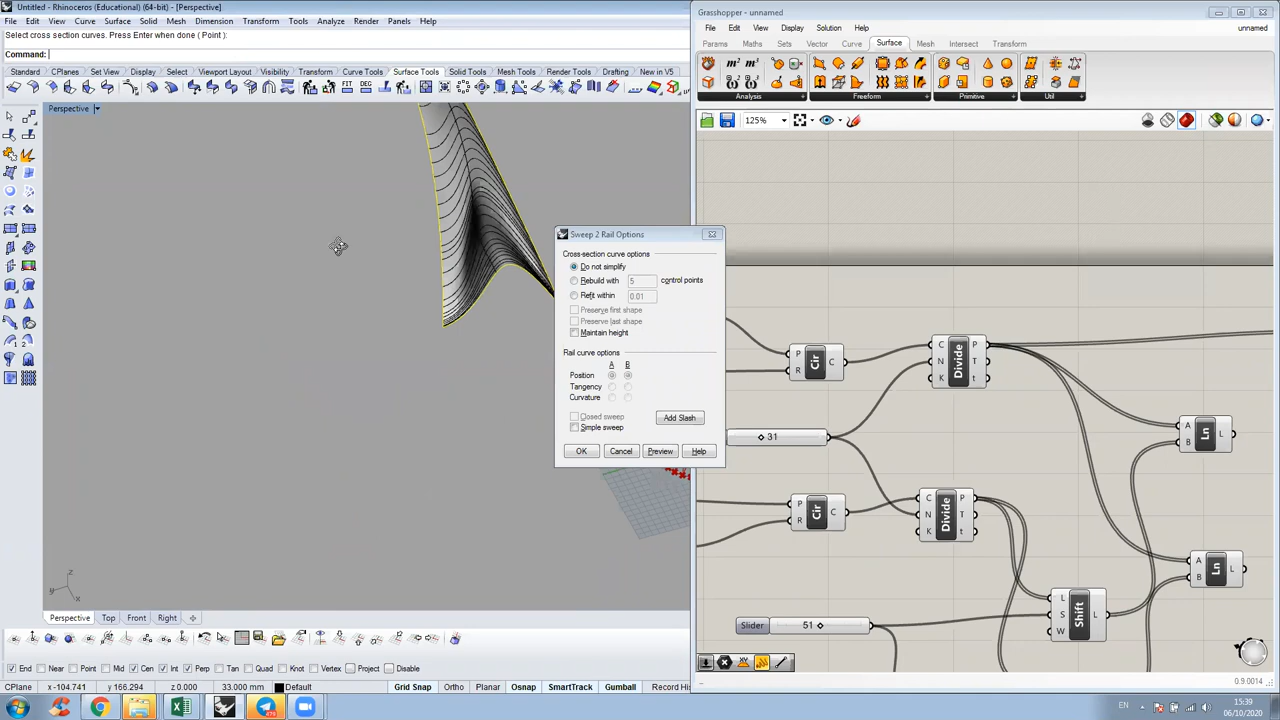 Untitled - Rhinoceros (Educational) (64-bit) - [Perspective]
File Edit View Curve Surface Solid Mesh Dimension Transform Tools Analyze Render Panels Help
Select cross section curves. Press Enter when done ( Point ):
Command:
Standard CPlanes Set View Display Select Viewport Layout Visibility Transform Curve Tools Surface Tools Solid Tools Mesh Tools Render Tools Drafting New in V5
Perspective
Sweep 2 Rail Options
Cross-section curve options
Do not simplify
Rebuild with 5 control points
Refit within 0.01
Preserve first shape
Preserve last shape
Maintain height
Rail curve options
A B
Position
Tangency
Curvature
Closed sweep Add Slash
Simple sweep
OK Cancel Preview Help
z
y
x
Perspective Top Front Right
End Near Point Mid Cen Int Perp Tan Quad Knot Vertex Project Disable
CPlane x -104.741 y 166.294 z 0.000 33.000 mm Default Grid Snap Ortho Planar Osnap SmartTrack Gumball Record Hi
Grasshopper - unnamed
File Edit View Display Solution Help unnamed
Params Maths Sets Vector Curve Surface Mesh Intersect Transform
Analysis Freeform Primitive Util
125%
P Cir C
R
C Divide P
N T
K t
31
A Ln L
B
P Cir C
R
C Divide P
N T
K t
A Ln L
B
L Shift L
S
W
Slider 51
0.9.0014
EN 15:39
06/10/2020